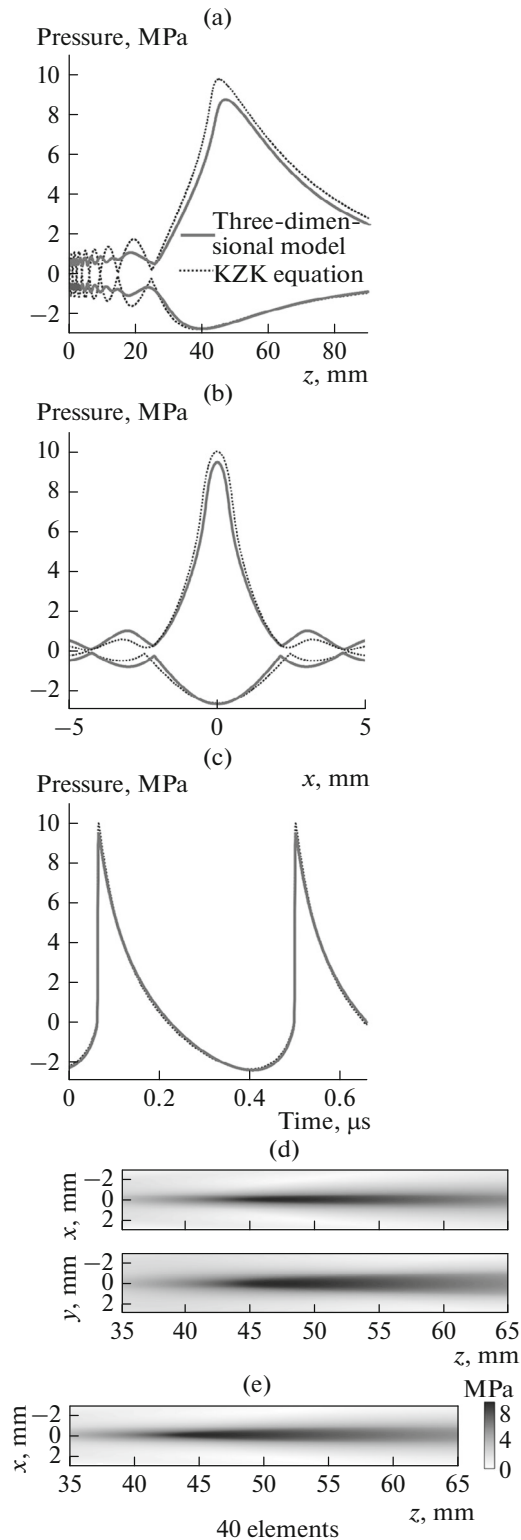 (a)
Pressure, MPa
10
8
6
4
2
0
−2
Three-dimen-
sional model
KZK equation
0 20 40 60 80
z, mm
(b)
Pressure, MPa
10
8
6
4
2
0
−2
−5 0 5
x, mm
(c)
Pressure, MPa
10
8
6
4
2
0
−2
0 0.2 0.4 0.6
Time, μs
(d)
x, mm
−2
0
2
y, mm
−2
0
2
35 40 45 50 55 60 65
z, mm
(e)
MPa
x, mm
−2
0
2
8
4
0
35 40 45 50 55 60 65
z, mm
40 elements